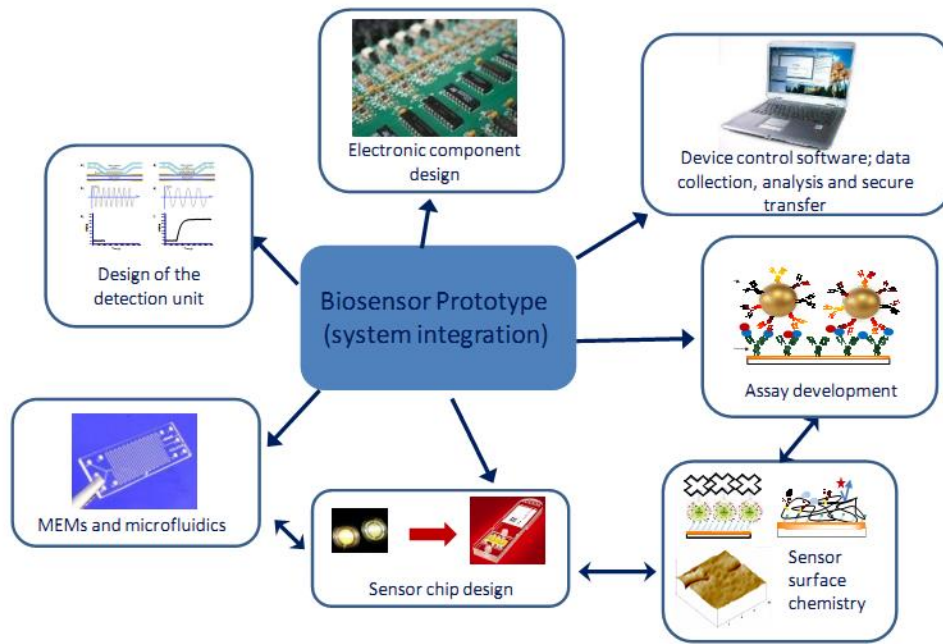 Electronic component
design
Device control software; data
collection, analysis and secure
transfer
Design of the
detection unit
Biosensor Prototype
(system integration)
Assay development
MEMs and microfluidics
Sensor chip design
Sensor
surface
chemistry